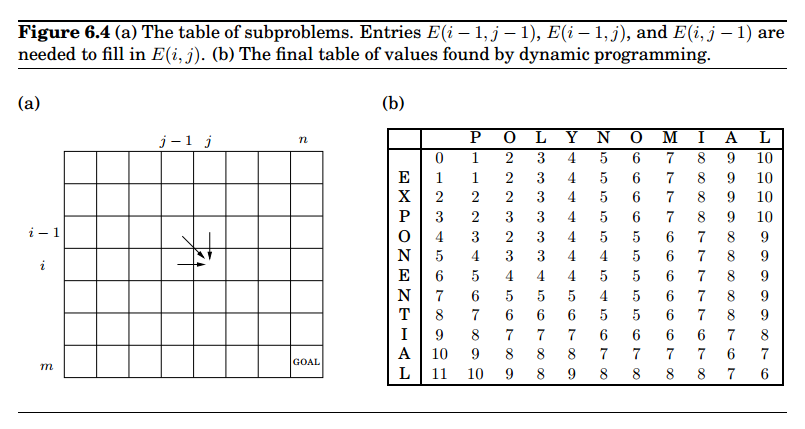 Figure 6.4 (a) The table of subproblems. Entries E(i − 1, j − 1), E(i − 1, j), and E(i, j − 1) are
needed to fill in E(i, j). (b) The final table of values found by dynamic programming.
(a)
j − 1 j n
i − 1
i
m
GOAL
(b)
P O L Y N O M I A L
0 1 2 3 4 5 6 7 8 9 10
E 1 1 2 3 4 5 6 7 8 9 10
X 2 2 2 3 4 5 6 7 8 9 10
P 3 2 3 3 4 5 6 7 8 9 10
O 4 3 2 3 4 5 5 6 7 8 9
N 5 4 3 3 4 4 5 6 7 8 9
E 6 5 4 4 4 5 5 6 7 8 9
N 7 6 5 5 5 4 5 6 7 8 9
T 8 7 6 6 6 5 5 6 7 8 9
I 9 8 7 7 7 6 6 6 6 7 8
A 10 9 8 8 8 7 7 7 7 6 7
L 11 10 9 8 9 8 8 8 8 7 6